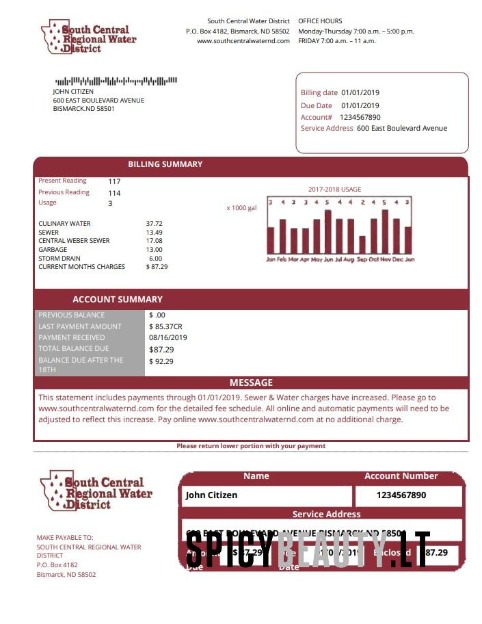 South Central
Regional Water
District
South Central Water District
P.O. Box 4182, Bismarck, ND
www.southcentralwaternd.com
OFFICE HOURS
Monday-Thursday 7:00 a.m. – 5:00 p.m.
FRIDAY 7:00 a.m. – 11 a.m.
JOHN CITIZEN
600 EAST BOULEVARD AVENUE
BISMARCK.ND 58501
Billing date 01/01/2019
Due Date 01/01/2019
Account# 1234567890
Service Address 600 East Boulevard Avenue
BILLING SUMMARY
Present Reading 117
Previous Reading 114
Usage 3
CULINARY WATER 37.72
SEWER 13.49
CENTRAL WEBER SEWER 17.08
GARBAGE 13.00
STORM DRAIN 6.00
CURRENT MONTHS CHARGES $ 87.29
2017-2018 USAGE
x 1000 gal
3 4 3 3 4 5 4 4 2 4 5 4 3
Jan Feb Mar Apr May Jun Jul Aug Sep Oct Nov Dec Jan
ACCOUNT SUMMARY
PREVIOUS BALANCE $ .00
LAST PAYMENT AMOUNT $ 85.37CR
PAYMENT RECEIVED 08/16/2019
TOTAL BALANCE DUE $87.29
BALANCE DUE AFTER THE 18TH $ 92.29
MESSAGE
This statement includes payments through 01/01/2019. Sewer & Water charges have increased. Please go to
www.southcentralwaternd.com for the detailed fee schedule. All online and automatic payments will need to be
adjusted to reflect this increase. Pay online www.southcentralwaternd.com at no additional charge.
Please return lower portion with your payment
South Central
Regional Water
District
MAKE PAYABLE TO:
SOUTH CENTRAL REGIONAL WATER
DISTRICT
P.O. Box 4182
Bismarck, ND 58502
Name Account Number
John Citizen 1234567890
Service Address
600 EAST BOULEVARD AVENUE BISMARCK ND 58501
Due Date
87.29
SPICYBEAUTY.LT